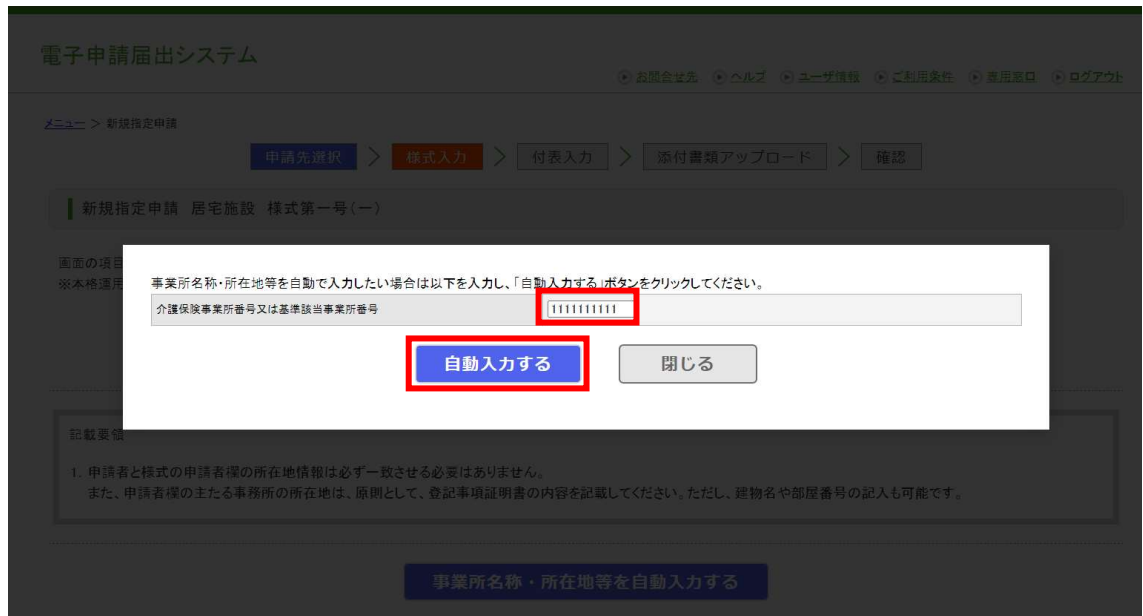 電子申請届出システム
お問合せ先 ヘルプ ユーザ情報 ご利用条件 専用窓口 ログアウト
メニュー > 新規指定申請
申請先選択 > 様式入力 > 付表入力 > 添付書類アップロード > 確認
新規指定申請 居宅施設 様式第一号(一)
画面の項目
※本格運用
事業所名称・所在地等を自動で入力したい場合は以下を入力し、「自動入力する」ボタンをクリックしてください。
介護保険事業所番号又は基準該当事業所番号 1111111111
自動入力する 閉じる
記載要領
1. 申請者と様式の申請者欄の所在地情報は必ず一致させる必要はありません。
また、申請者欄の主たる事務所の所在地は、原則として、登記事項証明書の内容を記載してください。ただし、建物名や部屋番号の記入も可能です。
事業所名称・所在地等を自動入力する